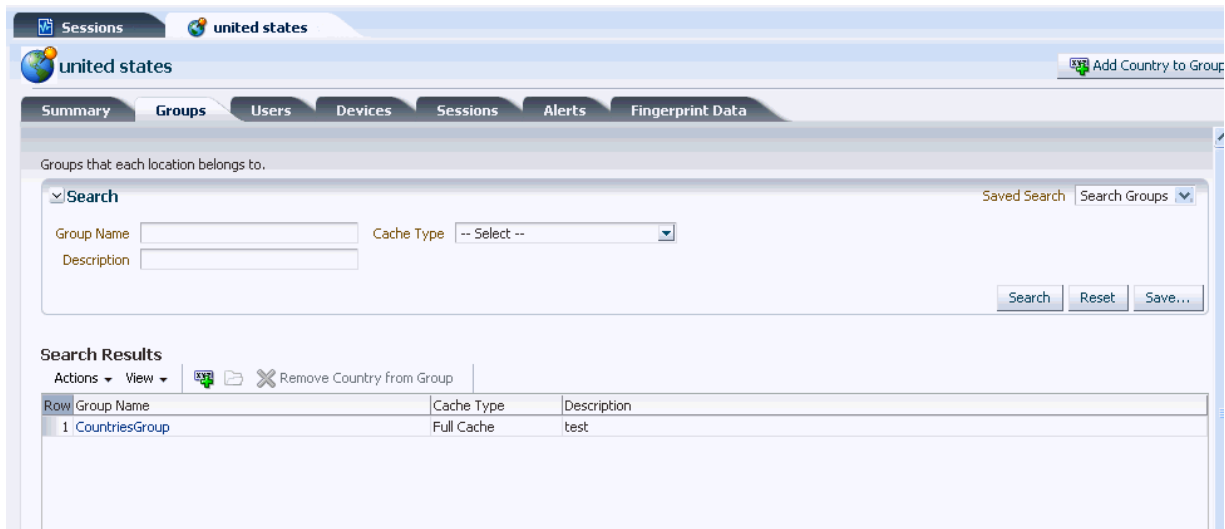 Sessions united states
united states Add Country to Group
Summary Groups Users Devices Sessions Alerts Fingerprint Data
Groups that each location belongs to.
Search Saved Search Search Groups
Group Name Cache Type -- Select --
Description
Search Reset Save...
Search Results
Actions View XYZ Remove Country from Group
Row Group Name Cache Type Description
1 CountriesGroup Full Cache test